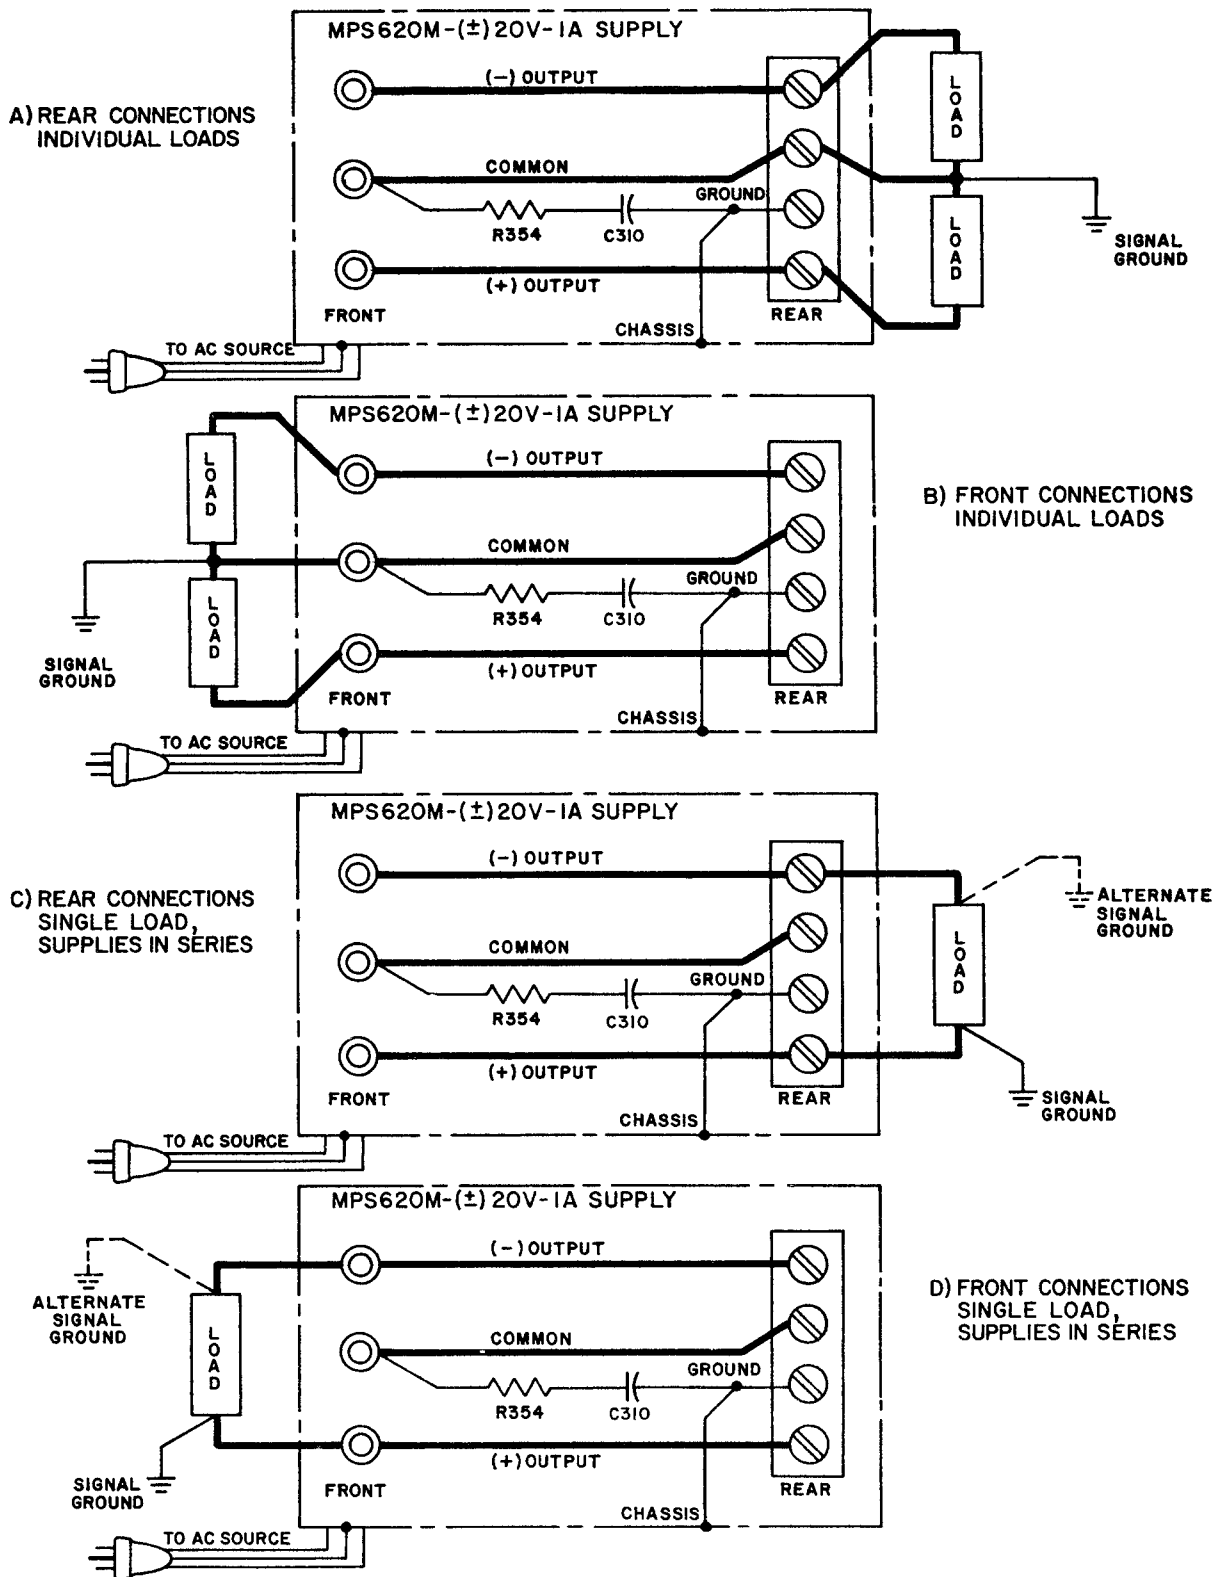 MPS620M-(±)20V-1A SUPPLY
(-) OUTPUT
A) REAR CONNECTIONS
INDIVIDUAL LOADS
COMMON
GROUND
R354
C310
(+) OUTPUT
FRONT
REAR
CHASSIS
TO AC SOURCE
LOAD
LOAD
SIGNAL
GROUND
MPS620M-(±)20V-1A SUPPLY
LOAD
LOAD
(-) OUTPUT
B) FRONT CONNECTIONS
INDIVIDUAL LOADS
COMMON
GROUND
R354
C310
SIGNAL
GROUND
(+) OUTPUT
FRONT
REAR
CHASSIS
TO AC SOURCE
MPS620M-(±)20V-1A SUPPLY
(-) OUTPUT
C) REAR CONNECTIONS
SINGLE LOAD,
SUPPLIES IN SERIES
COMMON
GROUND
R354
C310
(+) OUTPUT
FRONT
REAR
CHASSIS
TO AC SOURCE
LOAD
ALTERNATE
SIGNAL
GROUND
SIGNAL
GROUND
MPS620M-(±)20V-1A SUPPLY
(-) OUTPUT
ALTERNATE
SIGNAL
GROUND
LOAD
D) FRONT CONNECTIONS
SINGLE LOAD,
SUPPLIES IN SERIES
COMMON
GROUND
R354
C310
(+) OUTPUT
SIGNAL
GROUND
FRONT
REAR
CHASSIS
TO AC SOURCE